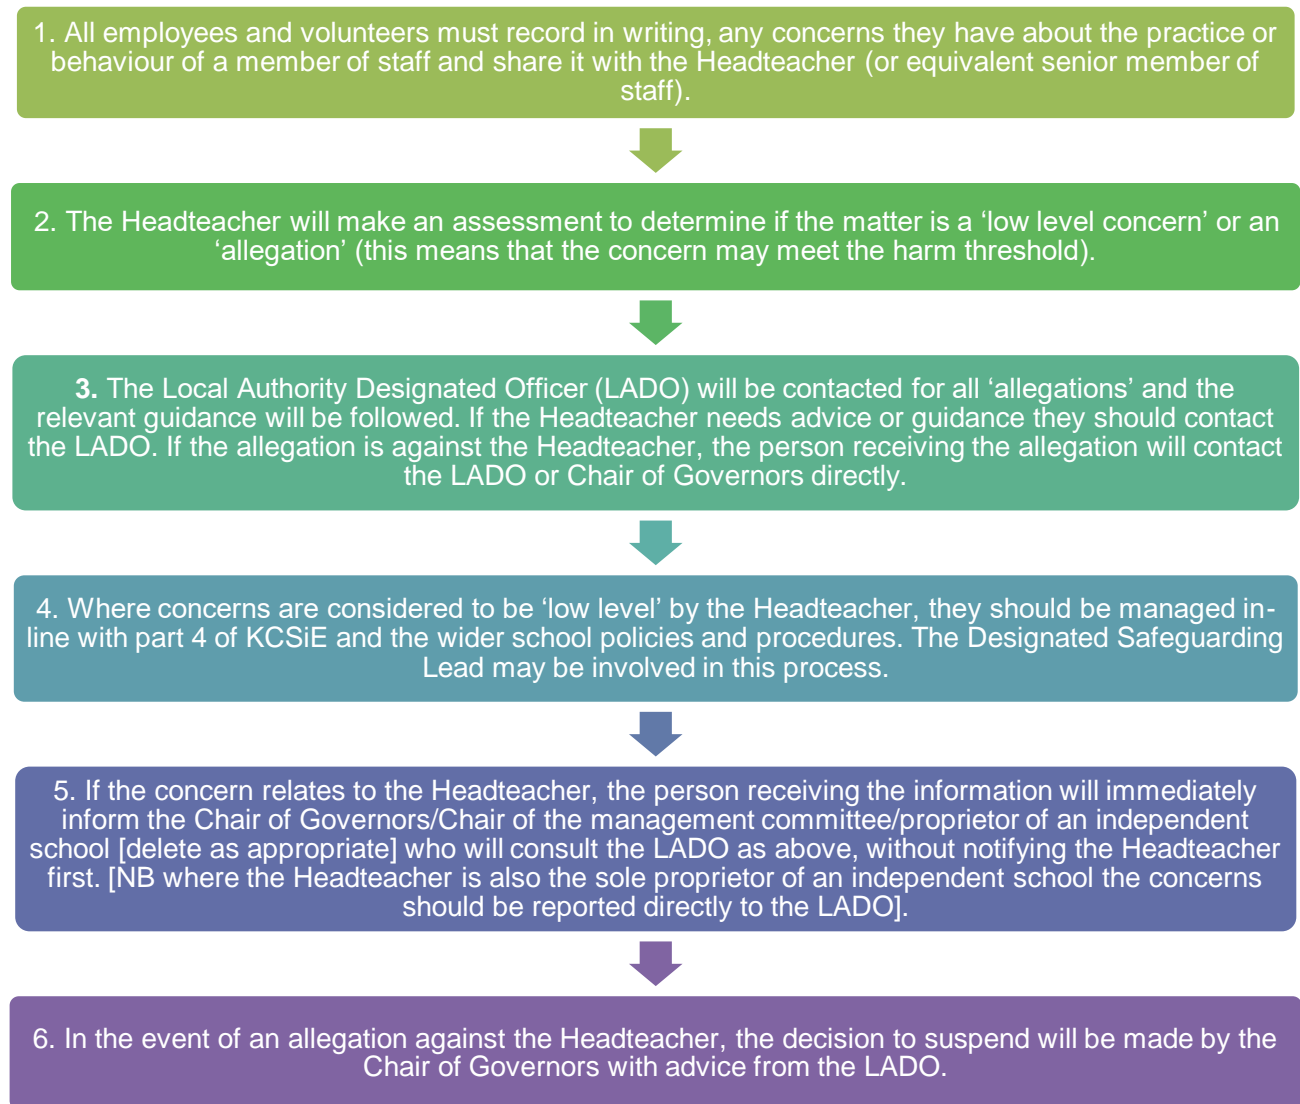 1. All employees and volunteers must record in writing, any concerns they have about the practice or
behaviour of a member of staff and share it with the Headteacher (or equivalent senior member of
staff).
2. The Headteacher will make an assessment to determine if the matter is a ‘low level concern’ or an
‘allegation’ (this means that the concern may meet the harm threshold).
3. The Local Authority Designated Officer (LADO) will be contacted for all ‘allegations’ and the
relevant guidance will be followed. If the Headteacher needs advice or guidance they should contact
the LADO. If the allegation is against the Headteacher, the person receiving the allegation will contact
the LADO or Chair of Governors directly.
4. Where concerns are considered to be ‘low level’ by the Headteacher, they should be managed in-
line with part 4 of KCSiE and the wider school policies and procedures. The Designated Safeguarding
Lead may be involved in this process.
5. If the concern relates to the Headteacher, the person receiving the information will immediately
inform the Chair of Governors/Chair of the management committee/proprietor of an independent
school [delete as appropriate] who will consult the LADO as above, without notifying the Headteacher
first. [NB where the Headteacher is also the sole proprietor of an independent school the concerns
should be reported directly to the LADO].
6. In the event of an allegation against the Headteacher, the decision to suspend will be made by the
Chair of Governors with advice from the LADO.